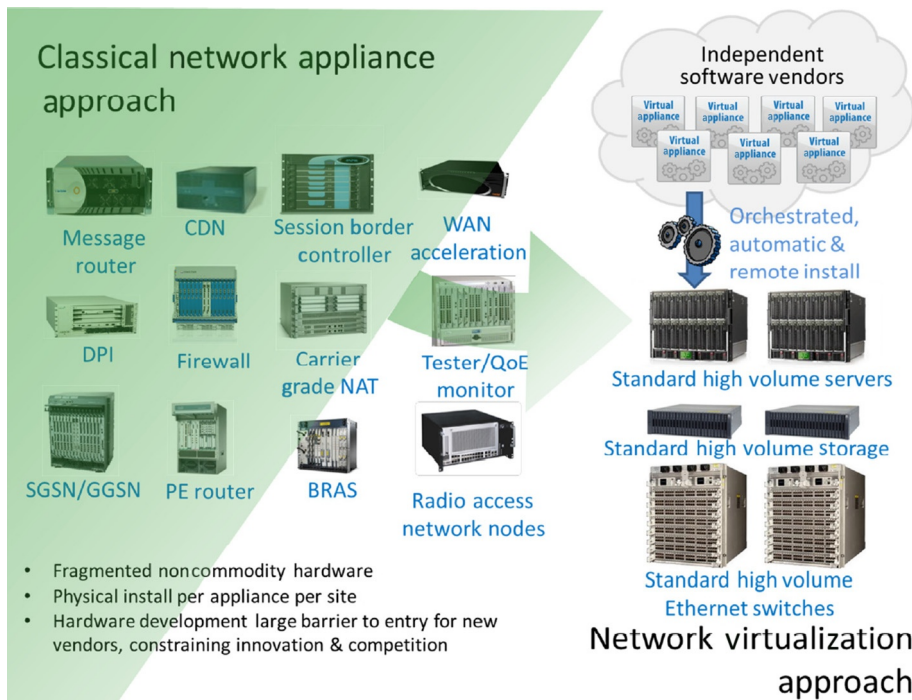 Classical network appliance
approach
Message
router
CDN
Session border
controller
WAN
acceleration
DPI
Firewall
Carrier
grade NAT
Tester/QoE
monitor
SGSN/GGSN
PE router
BRAS
Radio access
network nodes
• Fragmented noncommodity hardware
• Physical install per appliance per site
• Hardware development large barrier to entry for new
vendors, constraining innovation & competition
Independent
software vendors
Virtual
appliance
Virtual
appliance
Virtual
appliance
Virtual
appliance
Virtual
appliance
Virtual
appliance
Virtual
appliance
Orchestrated,
automatic &
remote install
Standard high volume servers
Standard high volume storage
Standard high volume
Ethernet switches
Network virtualization
approach